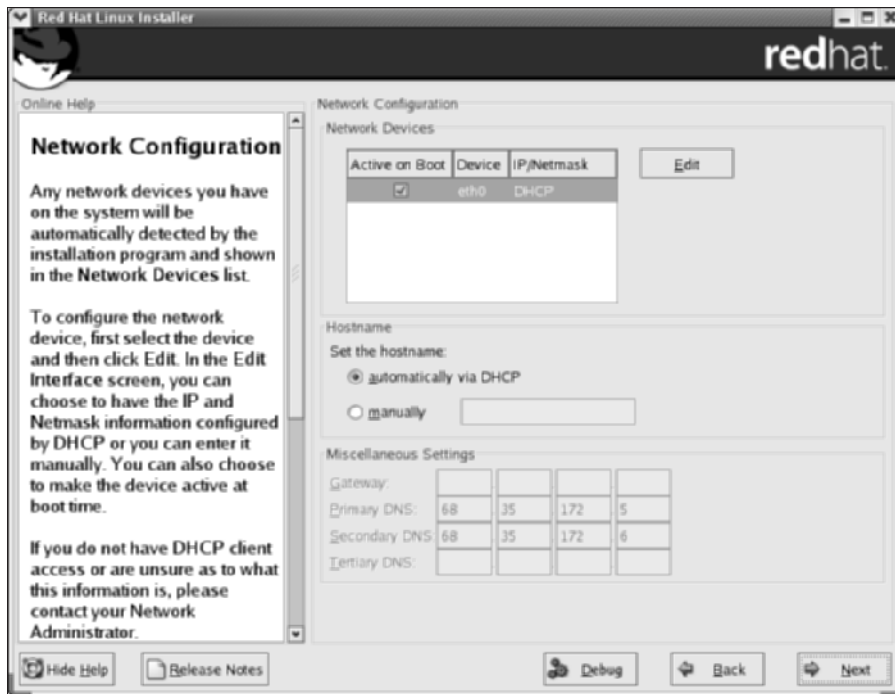 Red Hat Linux Installer
redhat.
Online Help
Network Configuration
Any network devices you have
on the system will be
automatically detected by the
installation program and shown
in the Network Devices list.
To configure the network
device, first select the device
and then click Edit. In the Edit
Interface screen, you can
choose to have the IP and
Netmask information configured
by DHCP or you can enter it
manually. You can also choose
to make the device active at
boot time.
If you do not have DHCP client
access or are unsure as to what
this information is, please
contact your Network
Administrator.
Network Configuration
Network Devices
Active on Boot Device IP/Netmask
eth0 DHCP
Edit
Hostname
Set the hostname:
automatically via DHCP
manually
Miscellaneous Settings
Gateway:
Primary DNS: 68 . 35 . 172 . 5
Secondary DNS: 68 . 35 . 172 . 6
Tertiary DNS:
Hide Help Release Notes Debug Back Next